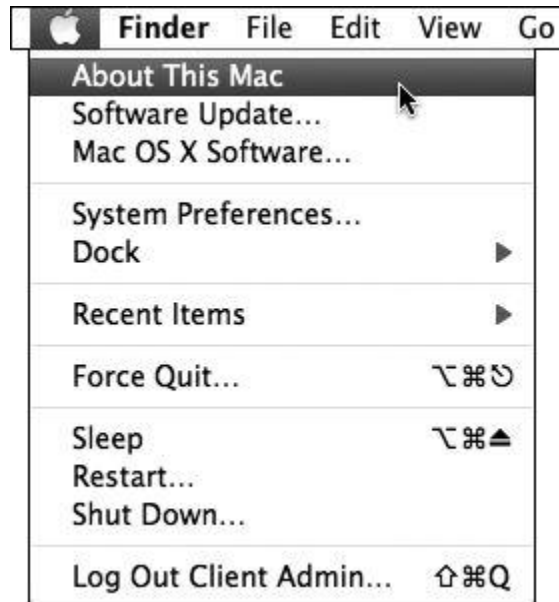 Finder File Edit View Go
About This Mac
Software Update...
Mac OS X Software...
System Preferences...
Dock
Recent Items
Force Quit... ⌥⌘⎋
Sleep ⌥⌘⏏
Restart...
Shut Down...
Log Out Client Admin... ⇧⌘Q